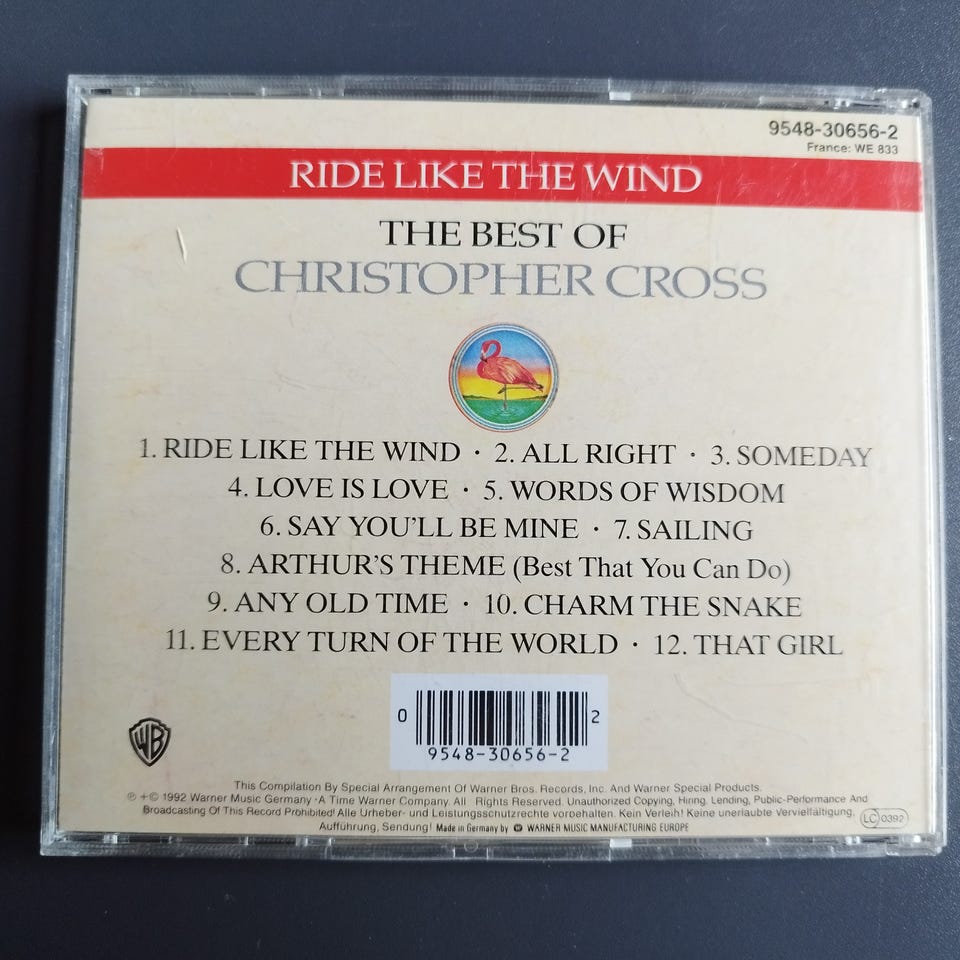 9548-30656-2
France: WE 833
RIDE LIKE THE WIND
THE BEST OF
CHRISTOPHER CROSS
1. RIDE LIKE THE WIND · 2. ALL RIGHT · 3. SOMEDAY
4. LOVE IS LOVE · 5. WORDS OF WISDOM
6. SAY YOU'LL BE MINE · 7. SAILING
8. ARTHUR'S THEME (Best That You Can Do)
9. ANY OLD TIME · 10. CHARM THE SNAKE
11. EVERY TURN OF THE WORLD · 12. THAT GIRL
0 2
9548-30656-2
WB
This Compilation By Special Arrangement Of Warner Bros. Records, Inc. And Warner Special Products.
℗ + © 1992 Warner Music Germany · A Time Warner Company. All Rights Reserved. Unauthorized Copying, Hiring, Lending, Public-Performance And
Broadcasting Of This Record Prohibited! Alle Urheber- und Leistungsschutzrechte vorbehalten. Kein Verleih! Keine unerlaubte Vervielfältigung,
LC 0392
Aufführung, Sendung! Made in Germany by WARNER MUSIC MANUFACTURING EUROPE